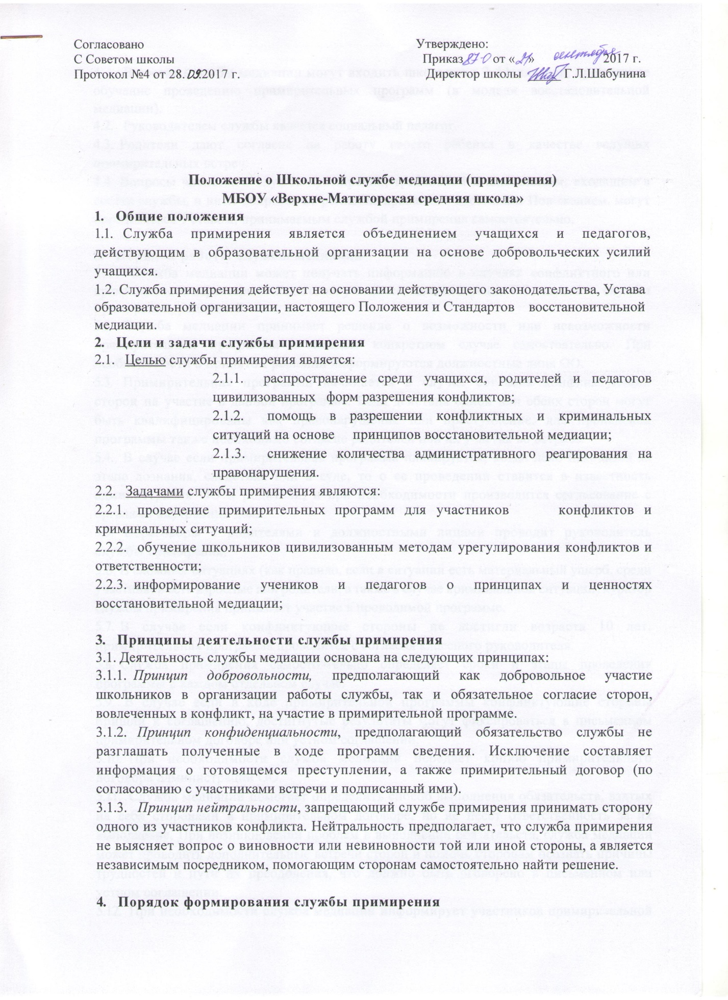 Согласовано
Утверждено:
С Советом школы
Приказ 87-О от « » сентября 2017 г.
Протокол №4 от 28.09.2017 г.
Директор школы ______ Г.Л.Шабунина
Положение о Школьной службе медиации (примирения)
МБОУ «Верхне-Матигорская средняя школа»
1. Общие положения
1.1. Служба примирения является объединением учащихся и педагогов,
действующим в образовательной организации на основе добровольческих усилий
учащихся.
1.2. Служба примирения действует на основании действующего законодательства, Устава
образовательной организации, настоящего Положения и Стандартов восстановительной
медиации.
2. Цели и задачи службы примирения
2.1. Целью службы примирения является:
2.1.1. распространение среди учащихся, родителей и педагогов
цивилизованных форм разрешения конфликтов;
2.1.2. помощь в разрешении конфликтных и криминальных
ситуаций на основе принципов восстановительной медиации;
2.1.3. снижение количества административного реагирования на
правонарушения.
2.2. Задачами службы примирения являются:
2.2.1. проведение примирительных программ для участников конфликтов и
криминальных ситуаций;
2.2.2. обучение школьников цивилизованным методам урегулирования конфликтов и
ответственности;
2.2.3. информирование учеников и педагогов о принципах и ценностях
восстановительной медиации;
3. Принципы деятельности службы примирения
3.1. Деятельность службы медиации основана на следующих принципах:
3.1.1. Принцип добровольности, предполагающий как добровольное участие
школьников в организации работы службы, так и обязательное согласие сторон,
вовлеченных в конфликт, на участие в примирительной программе.
3.1.2. Принцип конфиденциальности, предполагающий обязательство службы не
разглашать полученные в ходе программ сведения. Исключение составляет
информация о готовящемся преступлении, а также примирительный договор (по
согласованию с участниками встречи и подписанный ими).
3.1.3. Принцип нейтральности, запрещающий службе примирения принимать сторону
одного из участников конфликта. Нейтральность предполагает, что служба примирения
не выясняет вопрос о виновности или невиновности той или иной стороны, а является
независимым посредником, помогающим сторонам самостоятельно найти решение.
4. Порядок формирования службы примирения